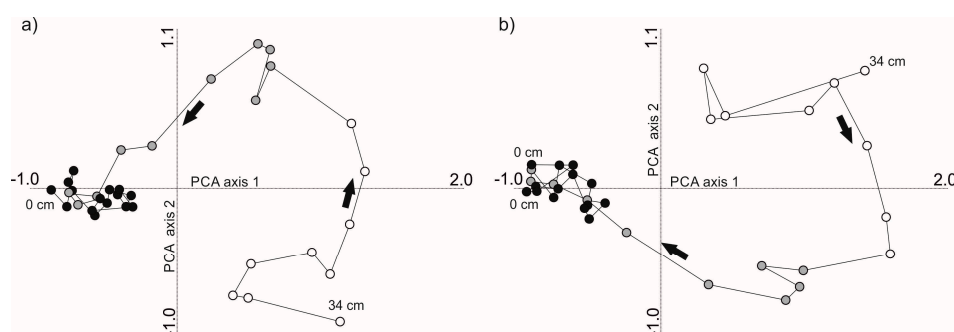 a)
1.1
-1.0
PCA axis 1
2.0
0 cm
PCA axis 2
34 cm
-1.0
b)
1.1
34 cm
PCA axis 2
0 cm
-1.0
PCA axis 1
2.0
0 cm
-1.0